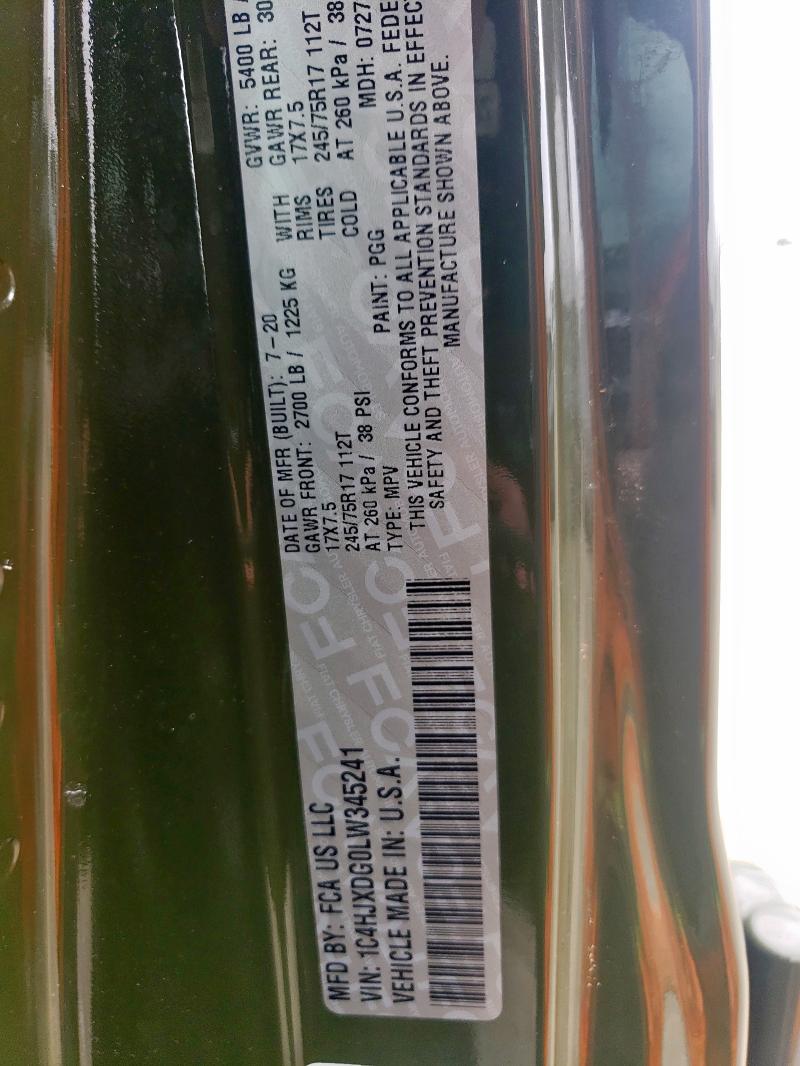 MFD BY: FCA US LLC
DATE OF MFR (BUILT): 7-20
GVWR: 5400 LB
GAWR FRONT: 2700 LB / 1225 KG
WITH
GAWR REAR: 30
17X7.5
RIMS
17X7.5
245/75R17 112T
TIRES
245/75R17 112T
AT 260 kPa / 38 PSI
COLD
AT 260 kPa / 38
VIN: 1C4HJXDG0LW345241
TYPE: MPV
PAINT: PGG
MDH: 0727
VEHICLE MADE IN: U.S.A.
THIS VEHICLE CONFORMS TO ALL APPLICABLE U.S.A. FEDE
SAFETY AND THEFT PREVENTION STANDARDS IN EFFEC
MANUFACTURE SHOWN ABOVE.